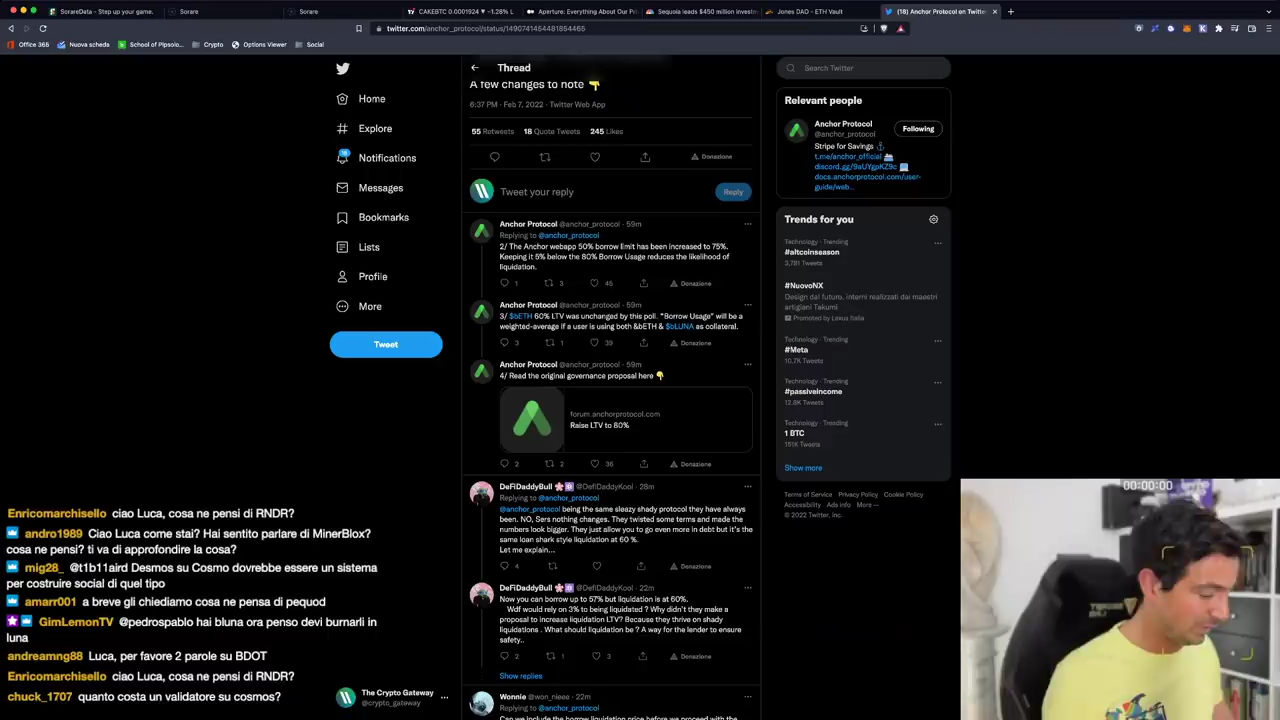 SorareData - Step up your game.
Sorare
Sorare
CAKEBTC 0.0001924 ▼ −1.28% L
Aperture: Everything About Our Pri
Sequoia leads $450 million investm
Jones DAO - ETH Vault
(18) Anchor Protocol on Twitter
twitter.com/anchor_protocol/status/1490741454481854465
Office 365
Nuova scheda
School of Plpsolo...
Crypto
Options Viewer
Social
Home
Explore
18
Notifications
Messages
Bookmarks
Lists
Profile
More
Tweet
The Crypto Gateway
@crypto_gateway
Thread
A few changes to note 👇
6:37 PM · Feb 7, 2022 · Twitter Web App
55 Retweets 18 Quote Tweets 245 Likes
Donazione
Tweet your reply
Reply
Anchor Protocol @anchor_protocol · 59m
Replying to @anchor_protocol
2/ The Anchor webapp 50% borrow limit has been increased to 75%.
Keeping it 5% below the 80% Borrow Usage reduces the likelihood of
liquidation.
1 3 45 Donazione
Anchor Protocol @anchor_protocol · 59m
3/ $bETH 60% LTV was unchanged by this poll. "Borrow Usage" will be a
weighted-average if a user is using both &bETH & $bLUNA as collateral.
3 1 39 Donazione
Anchor Protocol @anchor_protocol · 59m
4/ Read the original governance proposal here 👇
forum.anchorprotocol.com
Raise LTV to 80%
2 2 36 Donazione
DeFiDaddyBull @DefiDaddyKool · 28m
Replying to @anchor_protocol
@anchor_protocol being the same sleazy shady protocol they have always
been. NO, Sers nothing changes. They twisted some terms and made the
numbers look bigger. They just allow you to go even more in debt but it's the
same loan shark style liquidation at 60 %.
Let me explain...
4 Donazione
DeFiDaddyBull @DefiDaddyKool · 22m
Now you can borrow up to 57% but liquidation is at 60%.
Wdf would rely on 3% to being liquidated ? Why didn't they make a
proposal to increase liquidation LTV? Because they thrive on shady
liquidations . What should liquidation be ? A way for the lender to ensure
safety..
2 1 3 Donazione
Show replies
Wonnie @won_nieee · 22m
Replying to @anchor_protocol
Can we include the borrow liquidation price before we proceed with the
Search Twitter
Relevant people
Anchor Protocol
@anchor_protocol
Following
Stripe for Savings ⚓
t.me/anchor_official
discord.gg/9aUYgpKZ9c
docs.anchorprotocol.com/user-
guide/web...
Trends for you
Technology · Trending
#altcoinseason
3,781 Tweets
#NuovoNX
Design dal futuro, interni realizzati dai maestri
artigiani Takumi
Promoted by Lexus Italia
Technology · Trending
#Meta
10.7K Tweets
Technology · Trending
#passiveincome
12.8K Tweets
Technology · Trending
1 BTC
151K Tweets
Show more
Terms of Service Privacy Policy Cookie Policy
Accessibility Ads info More ···
© 2022 Twitter, Inc.
00:00:00
Enricomarchisello: ciao Luca, cosa ne pensi di RNDR?
andro1989 Ciao Luca come stai? Hai sentito parlare di MinerBlox?
cosa ne pensi? ti va di approfondire la cosa?
mig28_ @t1b11aird Desmos su Cosmo dovrebbe essere un sistema
per costruire social di quel tipo
amarr001 a breve gli chiediamo cosa ne pensa di pequod
GimLemonTV @pedrospablo hai bluna ora penso devi burnarli in
luna
andreamng88 Luca, per favore 2 parole su BDOT
Enricomarchisello: ciao Luca, cosa ne pensi di RNDR?
chuck_1707 quanto costa un validatore su cosmos?